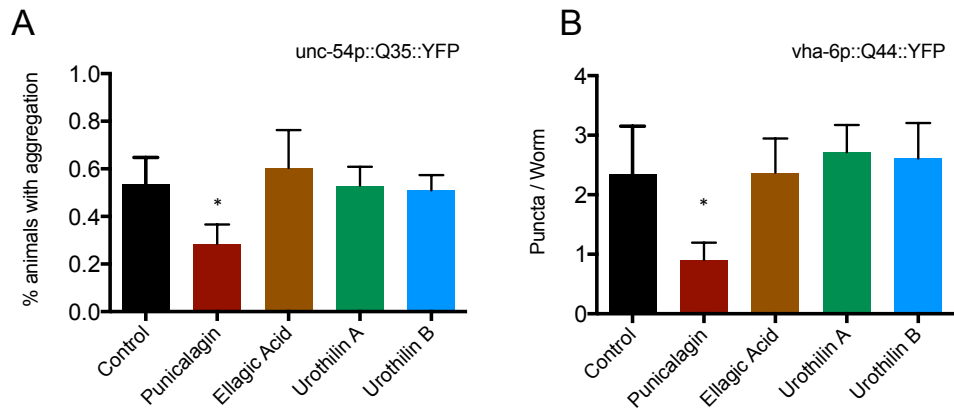 A
unc-54p::Q35::YFP
% animals with aggregation
1.0
0.8
0.6
0.4
0.2
0.0
*
Control
Punicalagin
Ellagic Acid
Urothilin A
Urothilin B
B
vha-6p::Q44::YFP
Puncta / Worm
4
3
2
1
0
*
Control
Punicalagin
Ellagic Acid
Urothilin A
Urothilin B